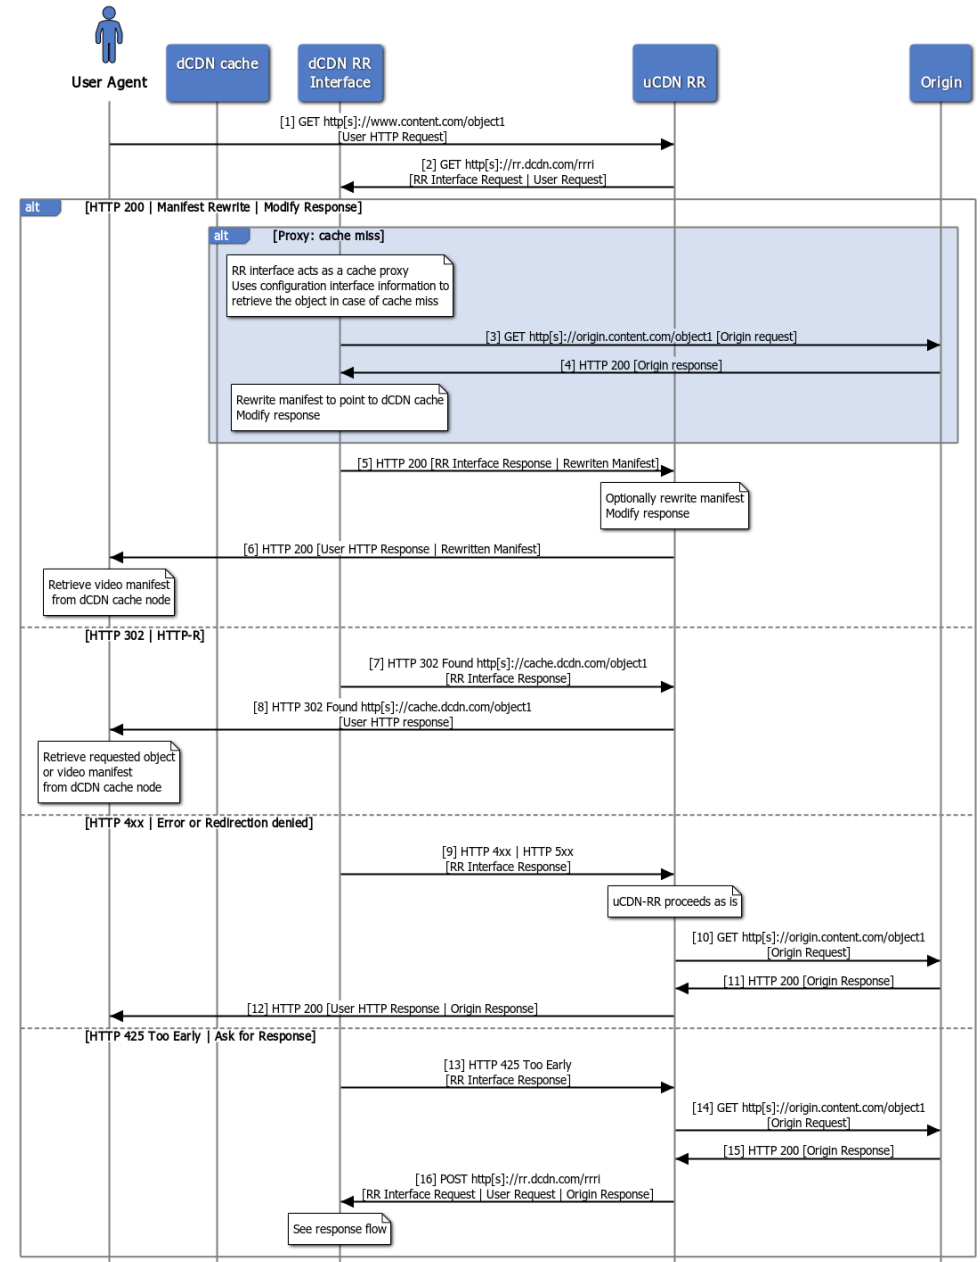 User Agent
dCDN cache
dCDN RR
Interface
uCDN RR
Origin
[1] GET http[s]://www.content.com/object1
[User HTTP Request]
[2] GET http[s]://rr.dcdn.com/rrri
[RR Interface Request | User Request]
alt
[HTTP 200 | Manifest Rewrite | Modify Response]
alt
[Proxy: cache miss]
RR interface acts as a cache proxy
Uses configuration interface information to
retrieve the object in case of cache miss
[3] GET http[s]://origin.content.com/object1 [Origin request]
[4] HTTP 200 [Origin response]
Rewrite manifest to point to dCDN cache
Modify response
[5] HTTP 200 [RR Interface Response | Rewriten Manifest]
Optionally rewrite manifest
Modify response
[6] HTTP 200 [User HTTP Response | Rewritten Manifest]
Retrieve video manifest
from dCDN cache node
[HTTP 302 | HTTP-R]
[7] HTTP 302 Found http[s]://cache.dcdn.com/object1
[RR Interface Response]
[8] HTTP 302 Found http[s]://cache.dcdn.com/object1
[User HTTP response]
Retrieve requested object
or video manifest
from dCDN cache node
[HTTP 4xx | Error or Redirection denied]
[9] HTTP 4xx | HTTP 5xx
[RR Interface Response]
uCDN-RR proceeds as is
[10] GET http[s]://origin.content.com/object1
[Origin Request]
[11] HTTP 200 [Origin Response]
[12] HTTP 200 [User HTTP Response | Origin Response]
[HTTP 425 Too Early | Ask for Response]
[13] HTTP 425 Too Early
[RR Interface Response]
[14] GET http[s]://origin.content.com/object1
[Origin Request]
[15] HTTP 200 [Origin Response]
[16] POST http[s]://rr.dcdn.com/rrri
[RR Interface Request | User Request | Origin Response]
See response flow